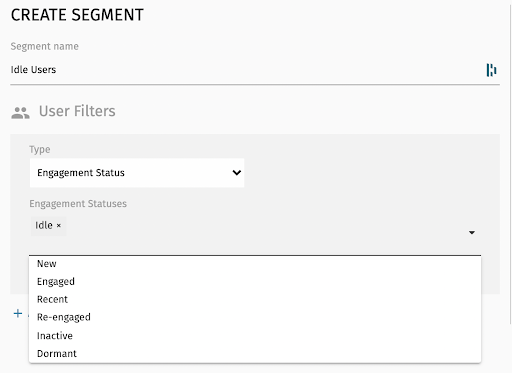 CREATE SEGMENT
Segment name
Idle Users
User Filters
Type
Engagement Status
Engagement Statuses
Idle ×
New
Engaged
Recent
Re-engaged
Inactive
Dormant
+